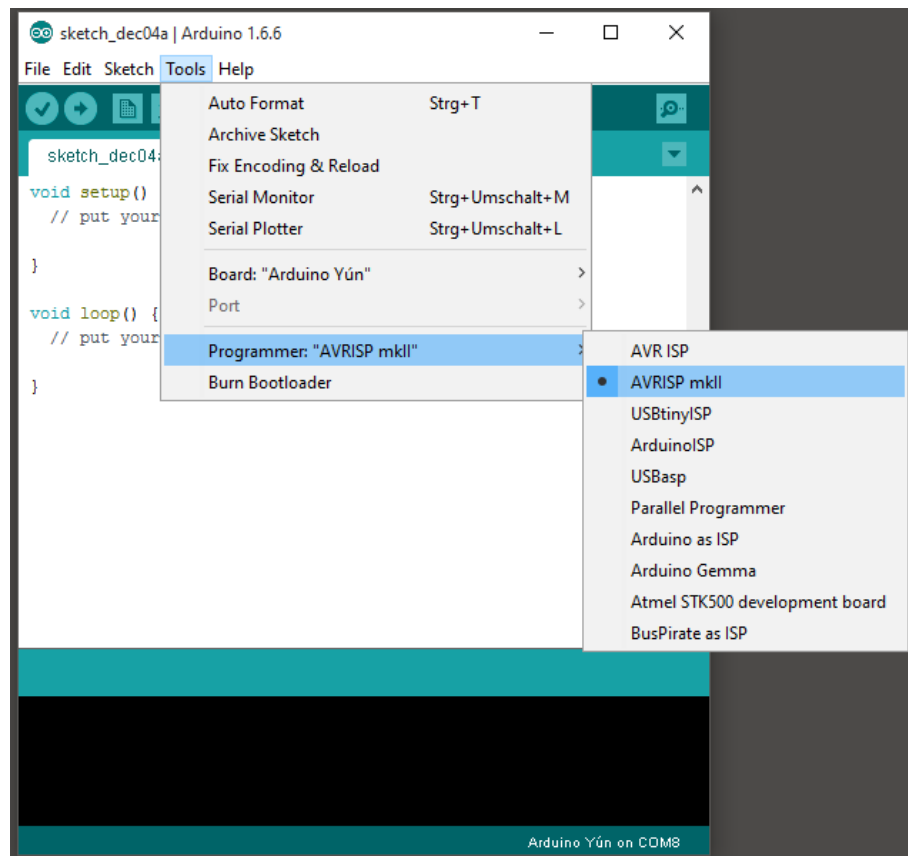 sketch_dec04a | Arduino 1.6.6
File Edit Sketch Tools Help
Auto Format Strg+T
Archive Sketch
Fix Encoding & Reload
Serial Monitor Strg+Umschalt+M
Serial Plotter Strg+Umschalt+L
Board: "Arduino Yún"
Port
Programmer: "AVRISP mkII"
Burn Bootloader
AVR ISP
AVRISP mkII
USBtinyISP
ArduinoISP
USBasp
Parallel Programmer
Arduino as ISP
Arduino Gemma
Atmel STK500 development board
BusPirate as ISP
sketch_dec04a
void setup()
// put your
}
void loop() {
// put your
}
Arduino Yún on COM8